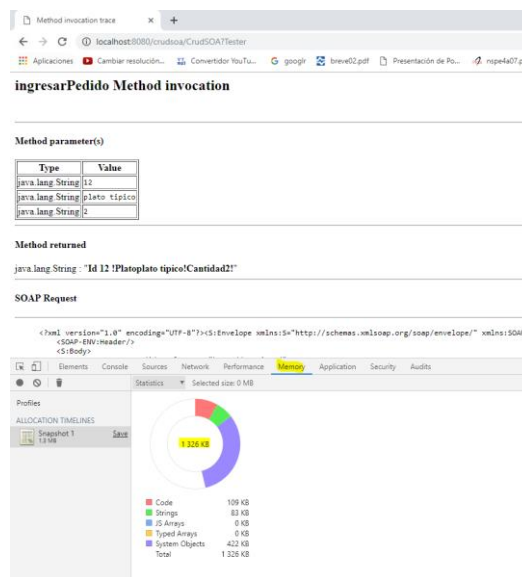 Method invocation trace
localhost:8080/crudsoa/CrudSOA?Tester
Aplicaciones Cambiar resolución... Convertidor YouTu... googlr breve02.pdf Presentación de Po... nspe4a07.p
ingresarPedido Method invocation
Method parameter(s)
Type Value
java.lang.String 12
java.lang.String plato tipico
java.lang.String 2
Method returned
java.lang.String : "Id 12 !Platoplato tipico!Cantidad2!"
SOAP Request
<?xml version="1.0" encoding="UTF-8"?><S:Envelope xmlns:S="http://schemas.xmlsoap.org/soap/envelope/" xmlns:SOA
<SOAP-ENV:Header/>
<S:Body>
Elements Console Sources Network Performance Memory Application Security Audits
Statistics Selected size: 0 MB
Profiles
ALLOCATION TIMELINES
Snapshot 1 Save
1.3 MB
1 326 KB
Code 109 KB
Strings 83 KB
JS Arrays 0 KB
Typed Arrays 0 KB
System Objects 422 KB
Total 1 326 KB